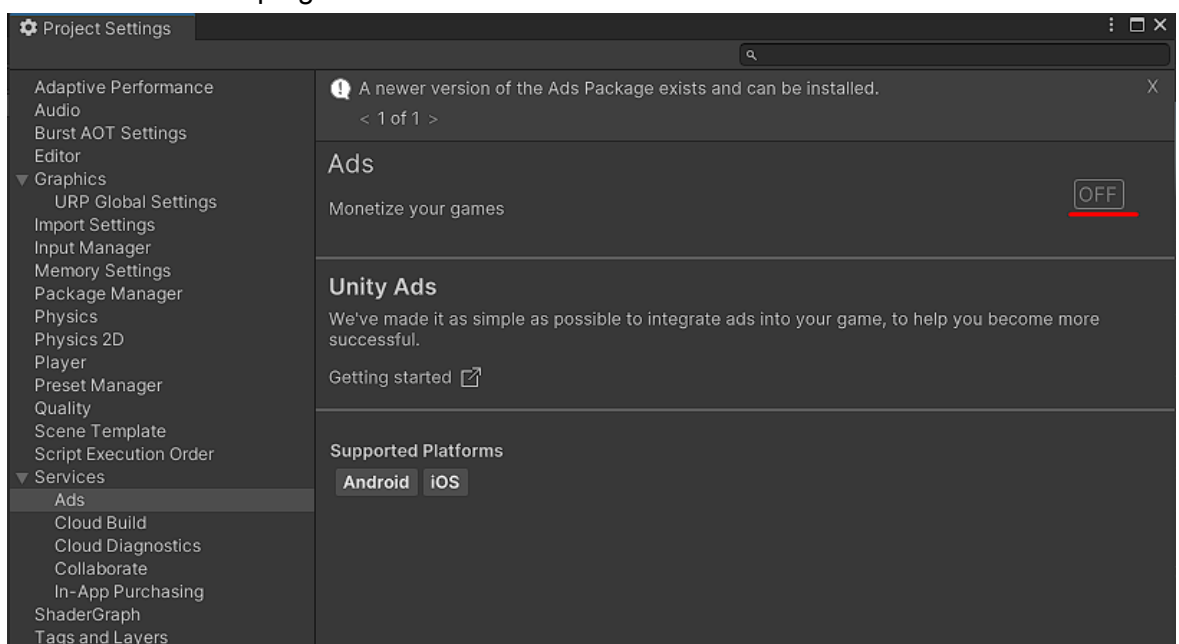 Project Settings
Adaptive Performance
Audio
Burst AOT Settings
Editor
Graphics
URP Global Settings
Import Settings
Input Manager
Memory Settings
Package Manager
Physics
Physics 2D
Player
Preset Manager
Quality
Scene Template
Script Execution Order
Services
Ads
Cloud Build
Cloud Diagnostics
Collaborate
In-App Purchasing
ShaderGraph
Tags and Layers
A newer version of the Ads Package exists and can be installed.
X
< 1 of 1 >
Ads
OFF
Monetize your games
Unity Ads
We've made it as simple as possible to integrate ads into your game, to help you become more
successful.
Getting started
Supported Platforms
Android iOS